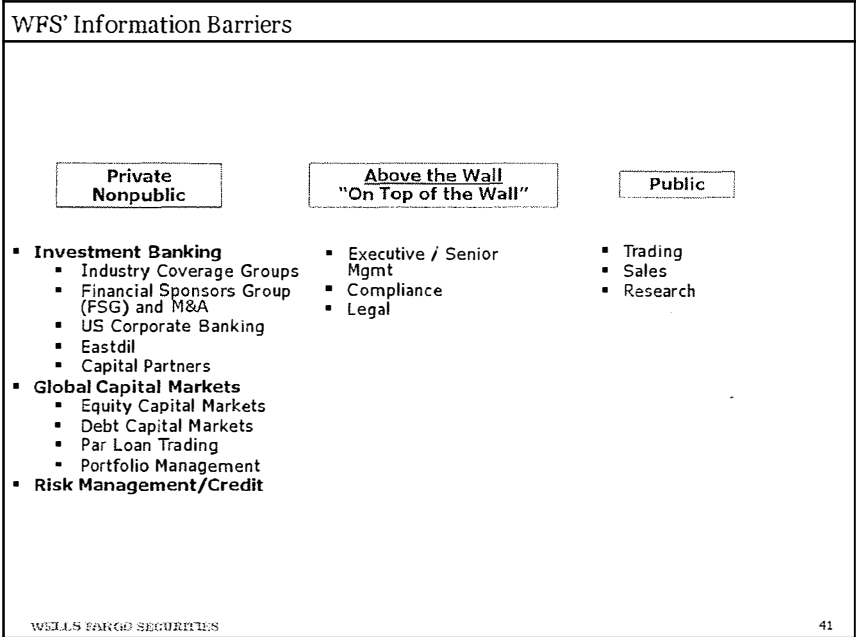 WFS' Information Barriers
Private
Nonpublic
▪ Investment Banking
▪ Industry Coverage Groups
▪ Financial Sponsors Group
(FSG) and M&A
▪ US Corporate Banking
▪ Eastdil
▪ Capital Partners
▪ Global Capital Markets
▪ Equity Capital Markets
▪ Debt Capital Markets
▪ Par Loan Trading
▪ Portfolio Management
▪ Risk Management/Credit
Above the Wall
"On Top of the Wall"
▪ Executive / Senior
Mgmt
▪ Compliance
▪ Legal
Public
▪ Trading
▪ Sales
▪ Research
WELLS FARGO SECURITIES
41